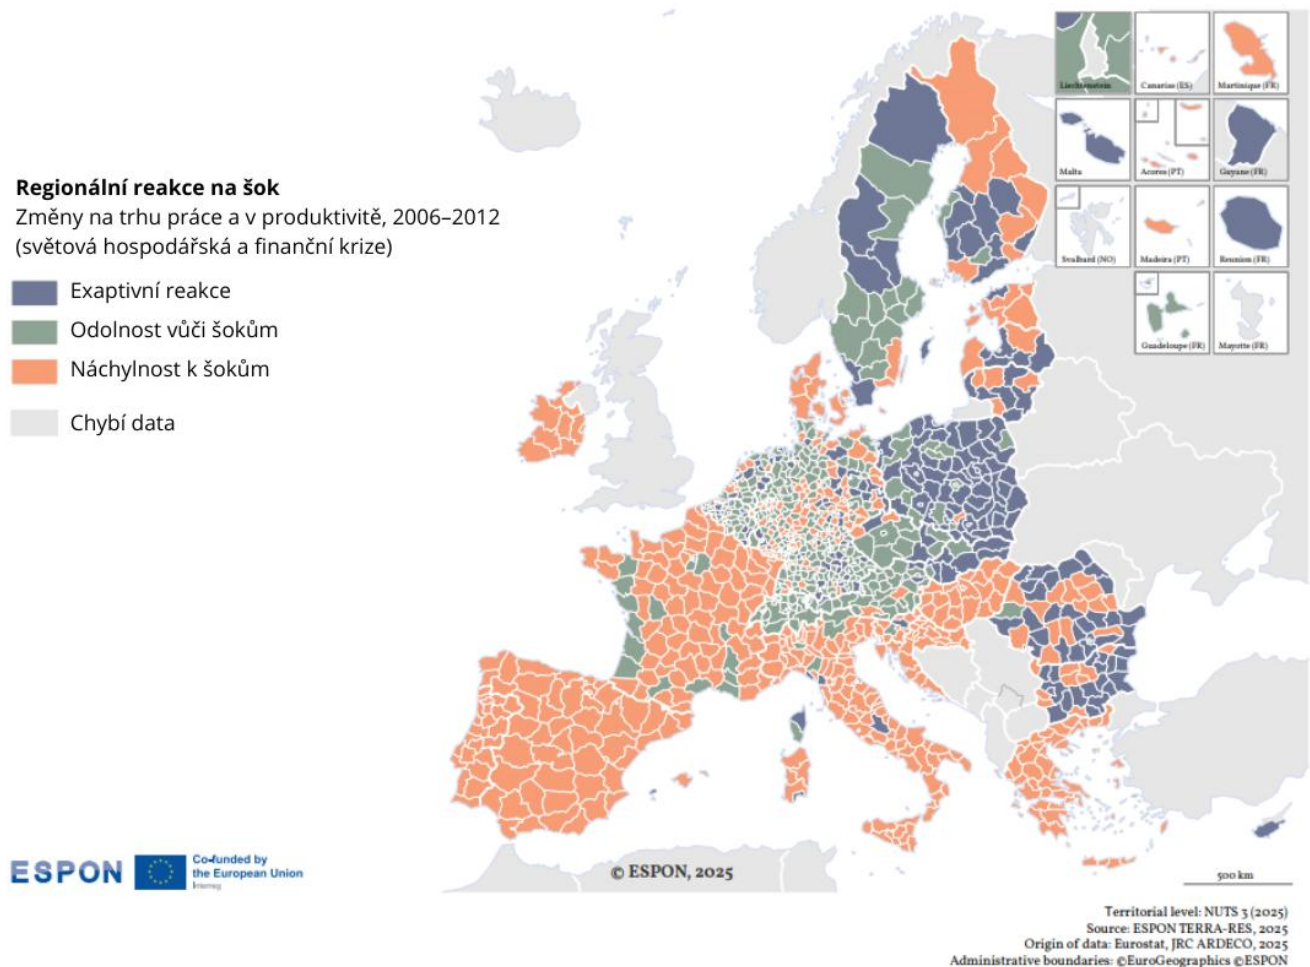 Regionální reakce na šok
Změny na trhu práce a v produktivitě, 2006–2012
(světová hospodářská a finanční krize)
Exaptivní reakce
Odolnost vůči šokům
Náchylnost k šokům
Chybí data
Liechtenstein
Canarias (ES)
Martinique (FR)
Malta
Acores (PT)
Guyane (FR)
Svalbard (NO)
Madeira (PT)
Reunion (FR)
Guadeloupe (FR)
Mayotte (FR)
ESPON
Co-funded by
the European Union
Interreg
© ESPON, 2025
500 km
Territorial level: NUTS 3 (2025)
Source: ESPON TERRA-RES, 2025
Origin of data: Eurostat, JRC ARDECO, 2025
Administrative boundaries: ©EuroGeographics ©ESPON